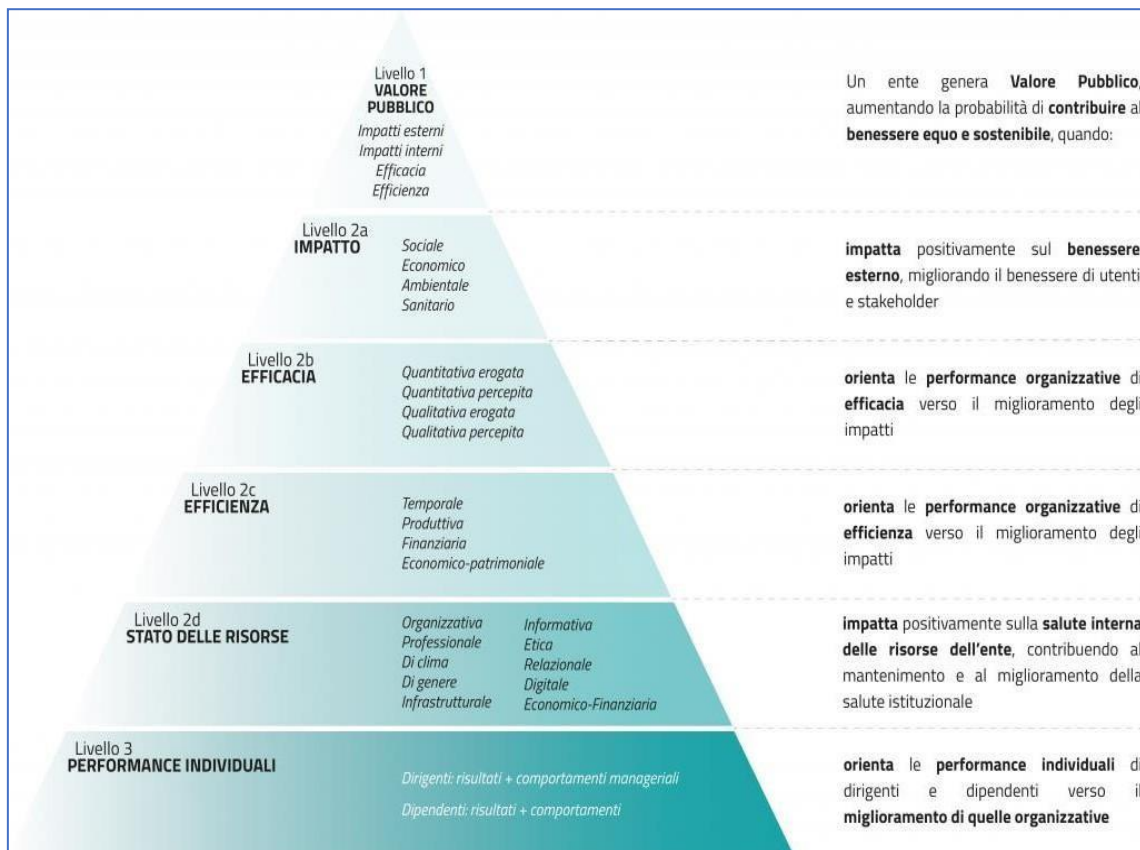 Livello 1
VALORE
PUBBLICO
Impatti esterni
Impatti interni
Efficacia
Efficienza
Un ente genera Valore Pubblico,
aumentando la probabilità di contribuire al
benessere equo e sostenibile, quando:
Livello 2a
IMPATTO
Sociale
Economico
Ambientale
Sanitario
impatta positivamente sul benessere
esterno, migliorando il benessere di utenti
e stakeholder
Livello 2b
EFFICACIA
Quantitativa erogata
Quantitativa percepita
Qualitativa erogata
Qualitativa percepita
orienta le performance organizzative di
efficacia verso il miglioramento degli
impatti
Livello 2c
EFFICIENZA
Temporale
Produttiva
Finanziaria
Economico-patrimoniale
orienta le performance organizzative di
efficienza verso il miglioramento degli
impatti
Livello 2d
STATO DELLE RISORSE
Organizzativa
Professionale
Di clima
Di genere
Infrastrutturale
Informativa
Etica
Relazionale
Digitale
Economico-Finanziaria
impatta positivamente sulla salute interna
delle risorse dell'ente, contribuendo al
mantenimento e al miglioramento della
salute istituzionale
Livello 3
PERFORMANCE INDIVIDUALI
Dirigenti: risultati + comportamenti manageriali
Dipendenti: risultati + comportamenti
orienta le performance individuali di
dirigenti e dipendenti verso il
miglioramento di quelle organizzative